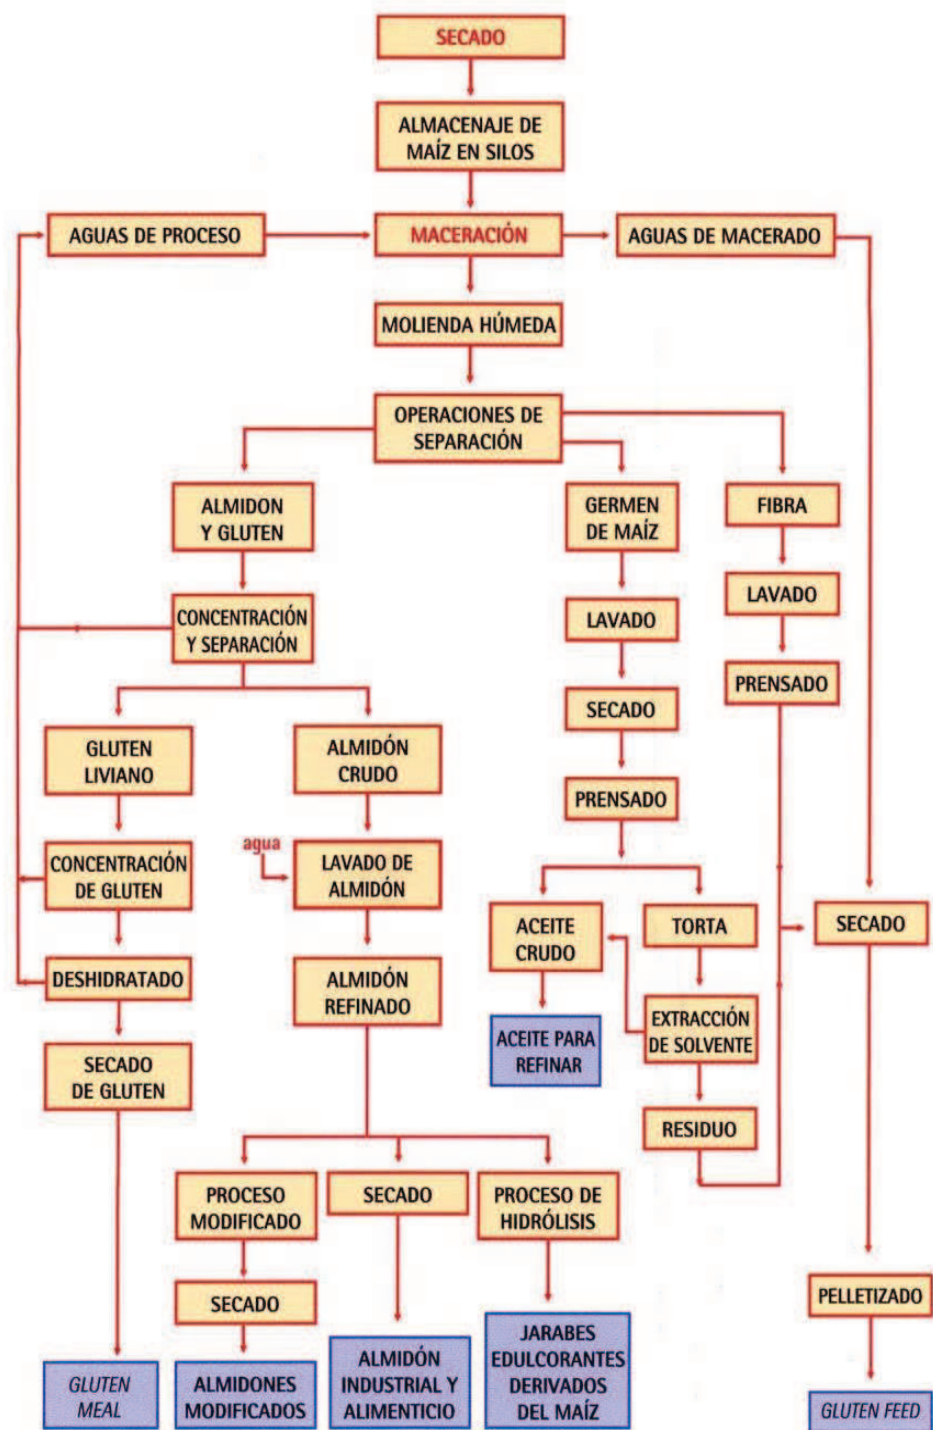 SECADO
ALMACENAJE DE
MAÍZ EN SILOS
AGUAS DE PROCESO
MACERACIÓN
AGUAS DE MACERADO
MOLIENDA HÚMEDA
OPERACIONES DE
SEPARACIÓN
ALMIDON
Y GLUTEN
GERMEN
DE MAÍZ
FIBRA
CONCENTRACIÓN
Y SEPARACIÓN
LAVADO
LAVADO
GLUTEN
LIVIANO
ALMIDÓN
CRUDO
SECADO
PRENSADO
PRENSADO
agua
CONCENTRACIÓN
DE GLUTEN
LAVADO DE
ALMIDÓN
ACEITE
CRUDO
TORTA
SECADO
DESHIDRATADO
ALMIDÓN
REFINADO
ACEITE PARA
REFINAR
EXTRACCIÓN
DE SOLVENTE
SECADO
DE GLUTEN
RESIDUO
PROCESO
MODIFICADO
SECADO
PROCESO DE
HIDRÓLISIS
SECADO
PELLETIZADO
GLUTEN
MEAL
ALMIDONES
MODIFICADOS
ALMIDÓN
INDUSTRIAL Y
ALIMENTICIO
JARABES
EDULCORANTES
DERIVADOS
DEL MAÍZ
GLUTEN FEED